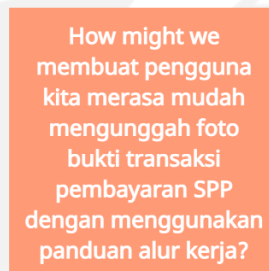 How might we
membuat pengguna
kita merasa mudah
mengunggah foto
bukti transaksi
pembayaran SPP
dengan menggunakan
panduan alur kerja?